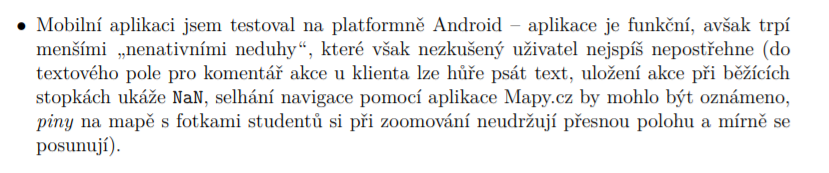 • Mobilní aplikaci jsem testoval na platformně Android – aplikace je funkční, avšak trpí
menšími „nenativními neduhy“, které však nezkušený uživatel nejspíš nepostřehne (do
textového pole pro komentář akce u klienta lze hůře psát text, uložení akce při běžících
stopkách ukáže NaN, selhání navigace pomocí aplikace Mapy.cz by mohlo být oznámeno,
piny na mapě s fotkami studentů si při zoomování neudržují přesnou polohu a mírně se
posunují).